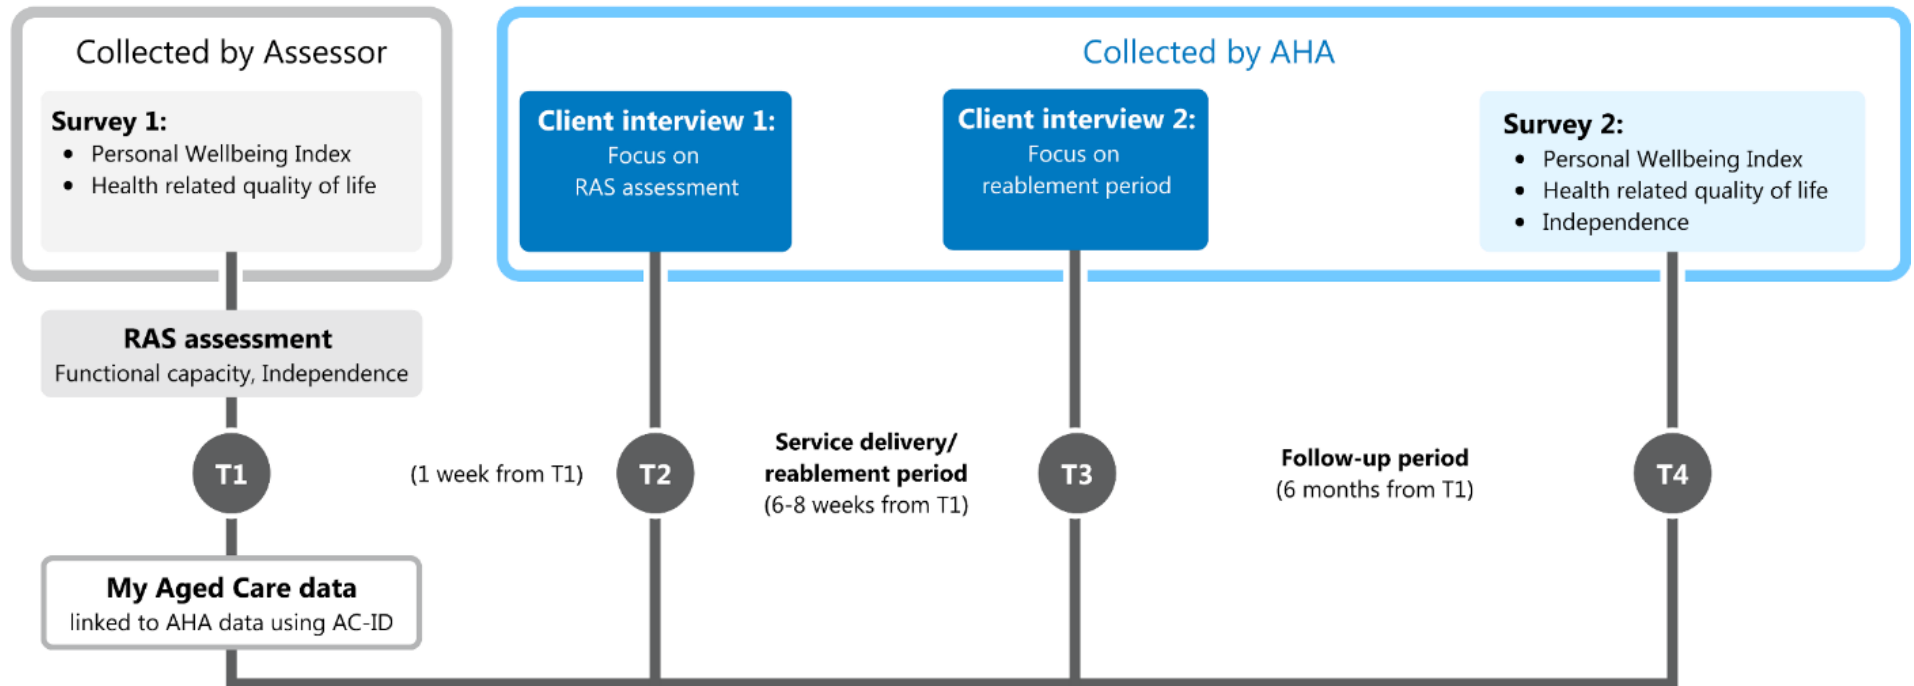 Collected by Assessor
Survey 1:
• Personal Wellbeing Index
• Health related quality of life
RAS assessment
Functional capacity, Independence
T1
My Aged Care data
linked to AHA data using AC-ID
(1 week from T1)
Collected by AHA
Client interview 1:
Focus on
RAS assessment
T2
Service delivery/
reablement period
(6-8 weeks from T1)
Client interview 2:
Focus on
reablement period
T3
Follow-up period
(6 months from T1)
Survey 2:
• Personal Wellbeing Index
• Health related quality of life
• Independence
T4